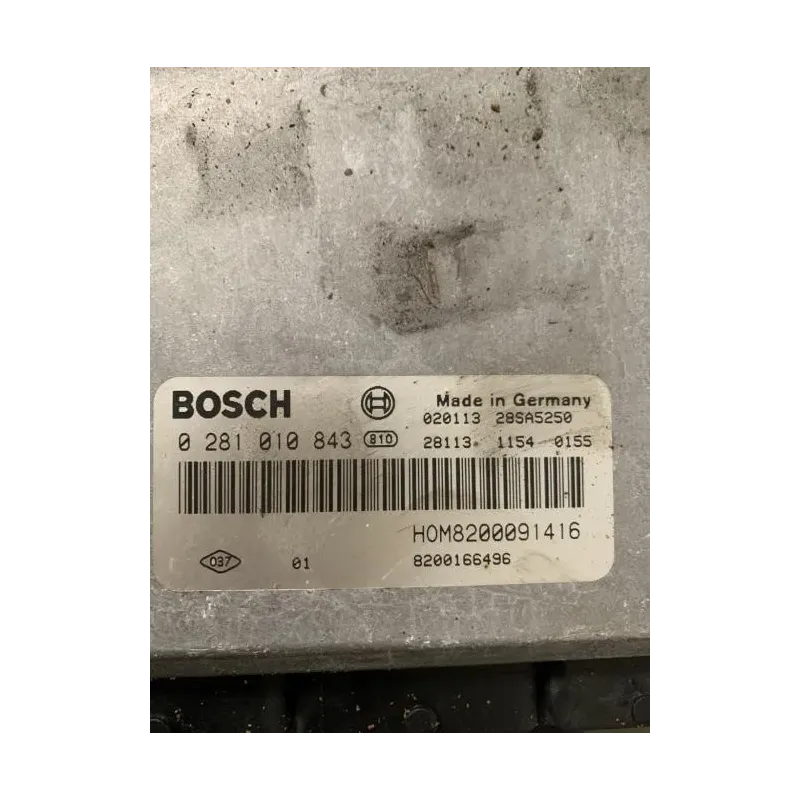 BOSCH Made in Germany
020113 28SA5250
0 281 010 843 810 28113 1154 0155
HOM8200091416
037 01 8200166496